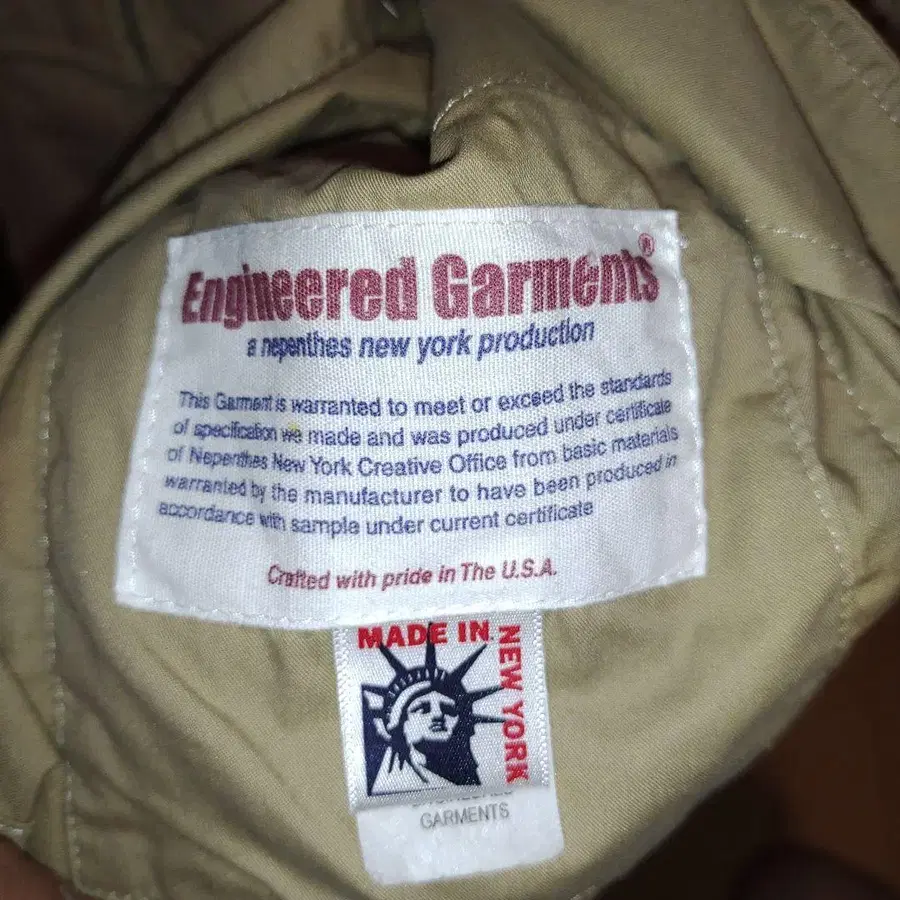 Engineered Garments®
a nepenthes new york production
This Garment is warranted to meet or exceed the standards
of specification we made and was produced under certificate
of Nepenthes New York Creative Office from basic materials
warranted by the manufacturer to have been produced in
accordance with sample under current certificate
Crafted with pride in The U.S.A.
MADE IN
NEW YORK
GARMENTS